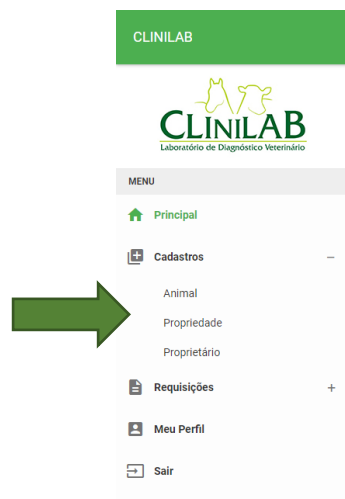 CLINILAB
CLINILAB
Laboratório de Diagnóstico Veterinário
MENU
Principal
Cadastros −
Animal
Propriedade
Proprietário
Requisições +
Meu Perfil
Sair